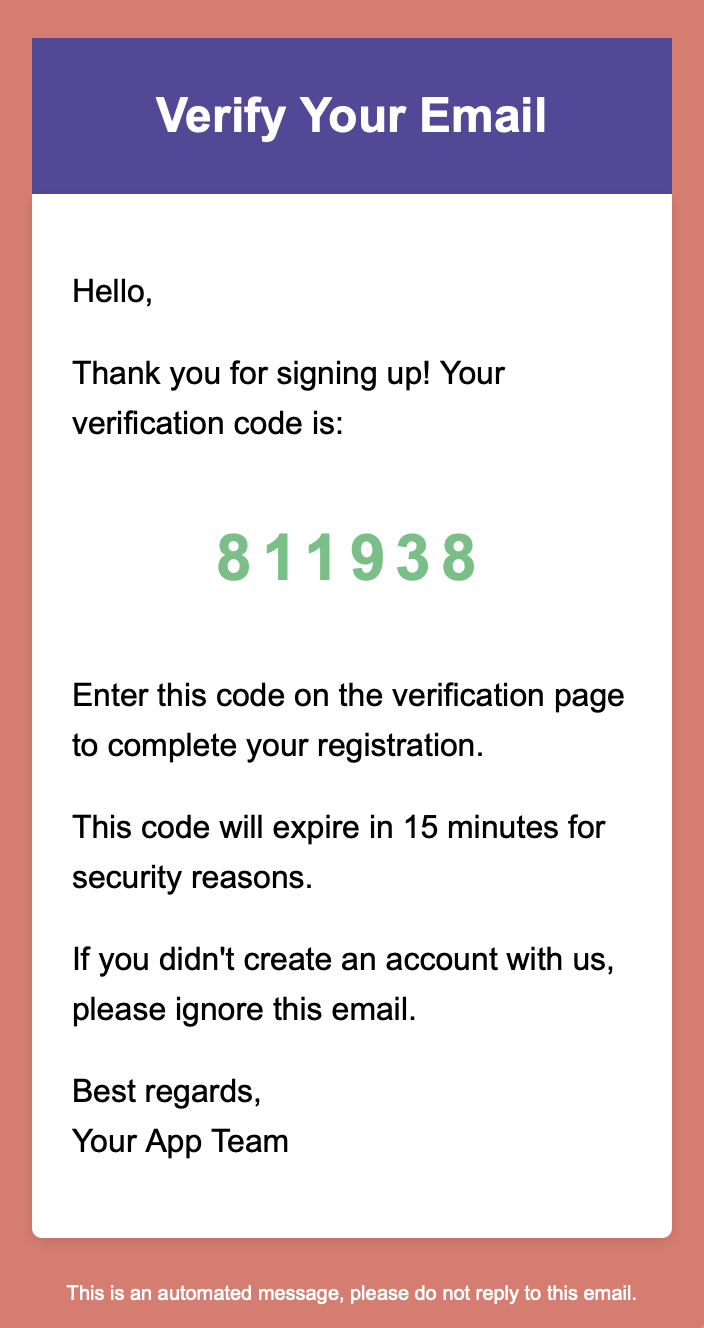 Verify Your Email
Hello,
Thank you for signing up! Your
verification code is:
811938
Enter this code on the verification page
to complete your registration.
This code will expire in 15 minutes for
security reasons.
If you didn't create an account with us,
please ignore this email.
Best regards,
Your App Team
This is an automated message, please do not reply to this email.